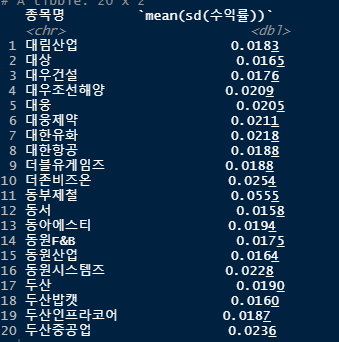 # A tibble: 20 x 2
종목명 `mean(sd(수익률))`
<chr> <dbl>
1 대림산업 0.0183
2 대상 0.0165
3 대우건설 0.0176
4 대우조선해양 0.0209
5 대웅 0.0205
6 대웅제약 0.0211
7 대한유화 0.0218
8 대한항공 0.0188
9 더블유게임즈 0.0188
10 더존비즈온 0.0254
11 동부제철 0.0555
12 동서 0.0158
13 동아에스티 0.0194
14 동원F&B 0.0175
15 동원산업 0.0164
16 동원시스템즈 0.0228
17 두산 0.0190
18 두산밥캣 0.0160
19 두산인프라코어 0.0187
20 두산중공업 0.0236